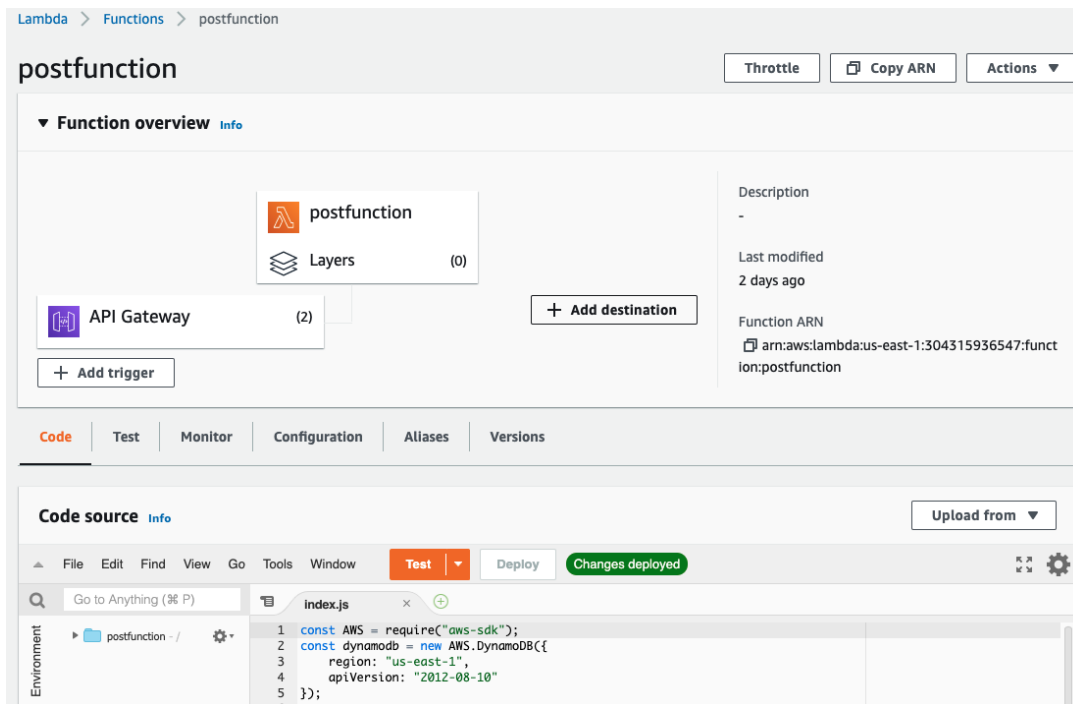 Lambda > Functions > postfunction
postfunction
Throttle
Copy ARN
Actions
Function overview Info
postfunction
Layers (0)
API Gateway (2)
+ Add trigger
+ Add destination
Description
-
Last modified
2 days ago
Function ARN
arn:aws:lambda:us-east-1:304315936547:funct
ion:postfunction
Code
Test
Monitor
Configuration
Aliases
Versions
Code source Info
Upload from
File Edit Find View Go Tools Window
Test
Deploy
Changes deployed
Go to Anything (⌘ P)
index.js
Environment
postfunction - /
1 const AWS = require("aws-sdk");
2 const dynamodb = new AWS.DynamoDB({
3 region: "us-east-1",
4 apiVersion: "2012-08-10"
5 });